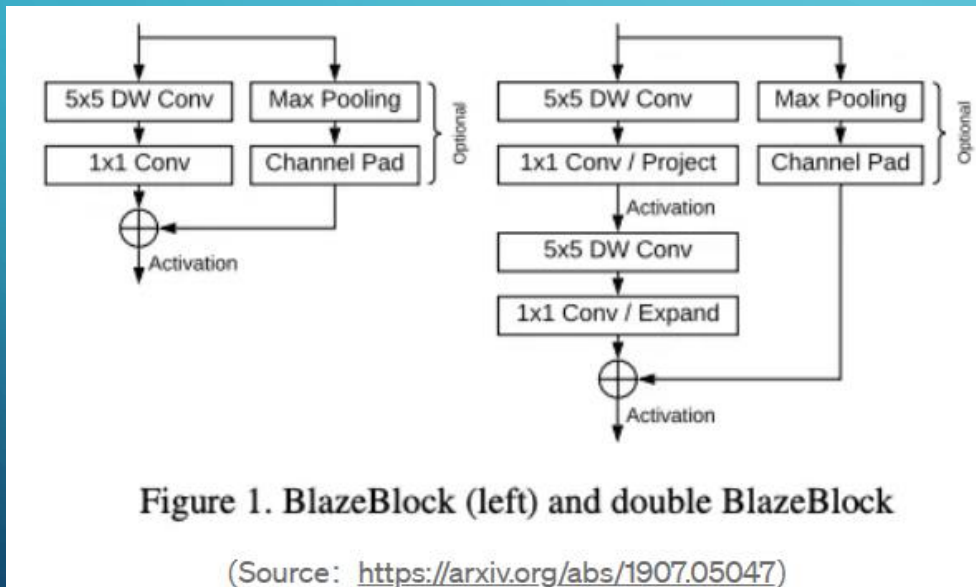 5x5 DW Conv
Max Pooling
1x1 Conv
Channel Pad
Optional
Activation
5x5 DW Conv
Max Pooling
1x1 Conv / Project
Channel Pad
Optional
Activation
5x5 DW Conv
1x1 Conv / Expand
Activation
Figure 1. BlazeBlock (left) and double BlazeBlock
(Source: https://arxiv.org/abs/1907.05047)